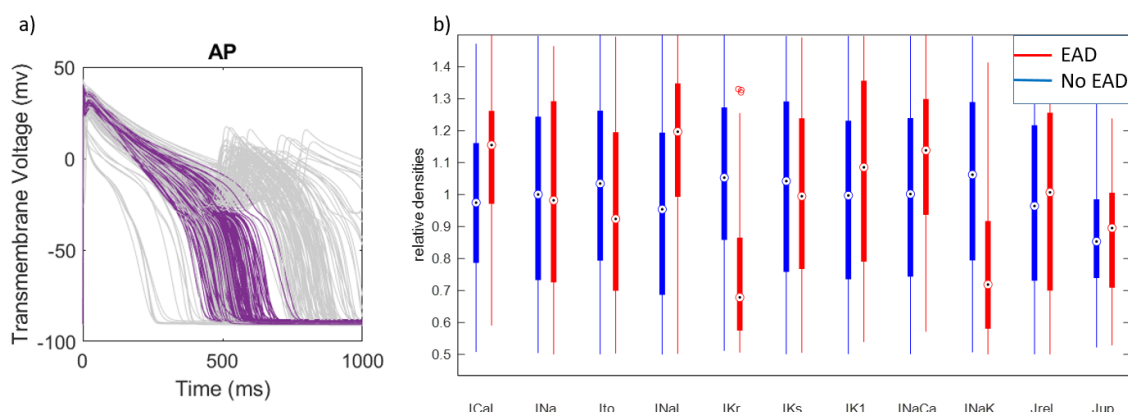 a)
AP
Transmembrane Voltage (mv)
50
0
-50
-100
0
500
1000
Time (ms)
b)
relative densities
1.4
1.3
1.2
1.1
1
0.9
0.8
0.7
0.6
0.5
EAD
No EAD
ICaL INa Ito INaL IKr IKs IK1 INaCa INaK Jrel Jup